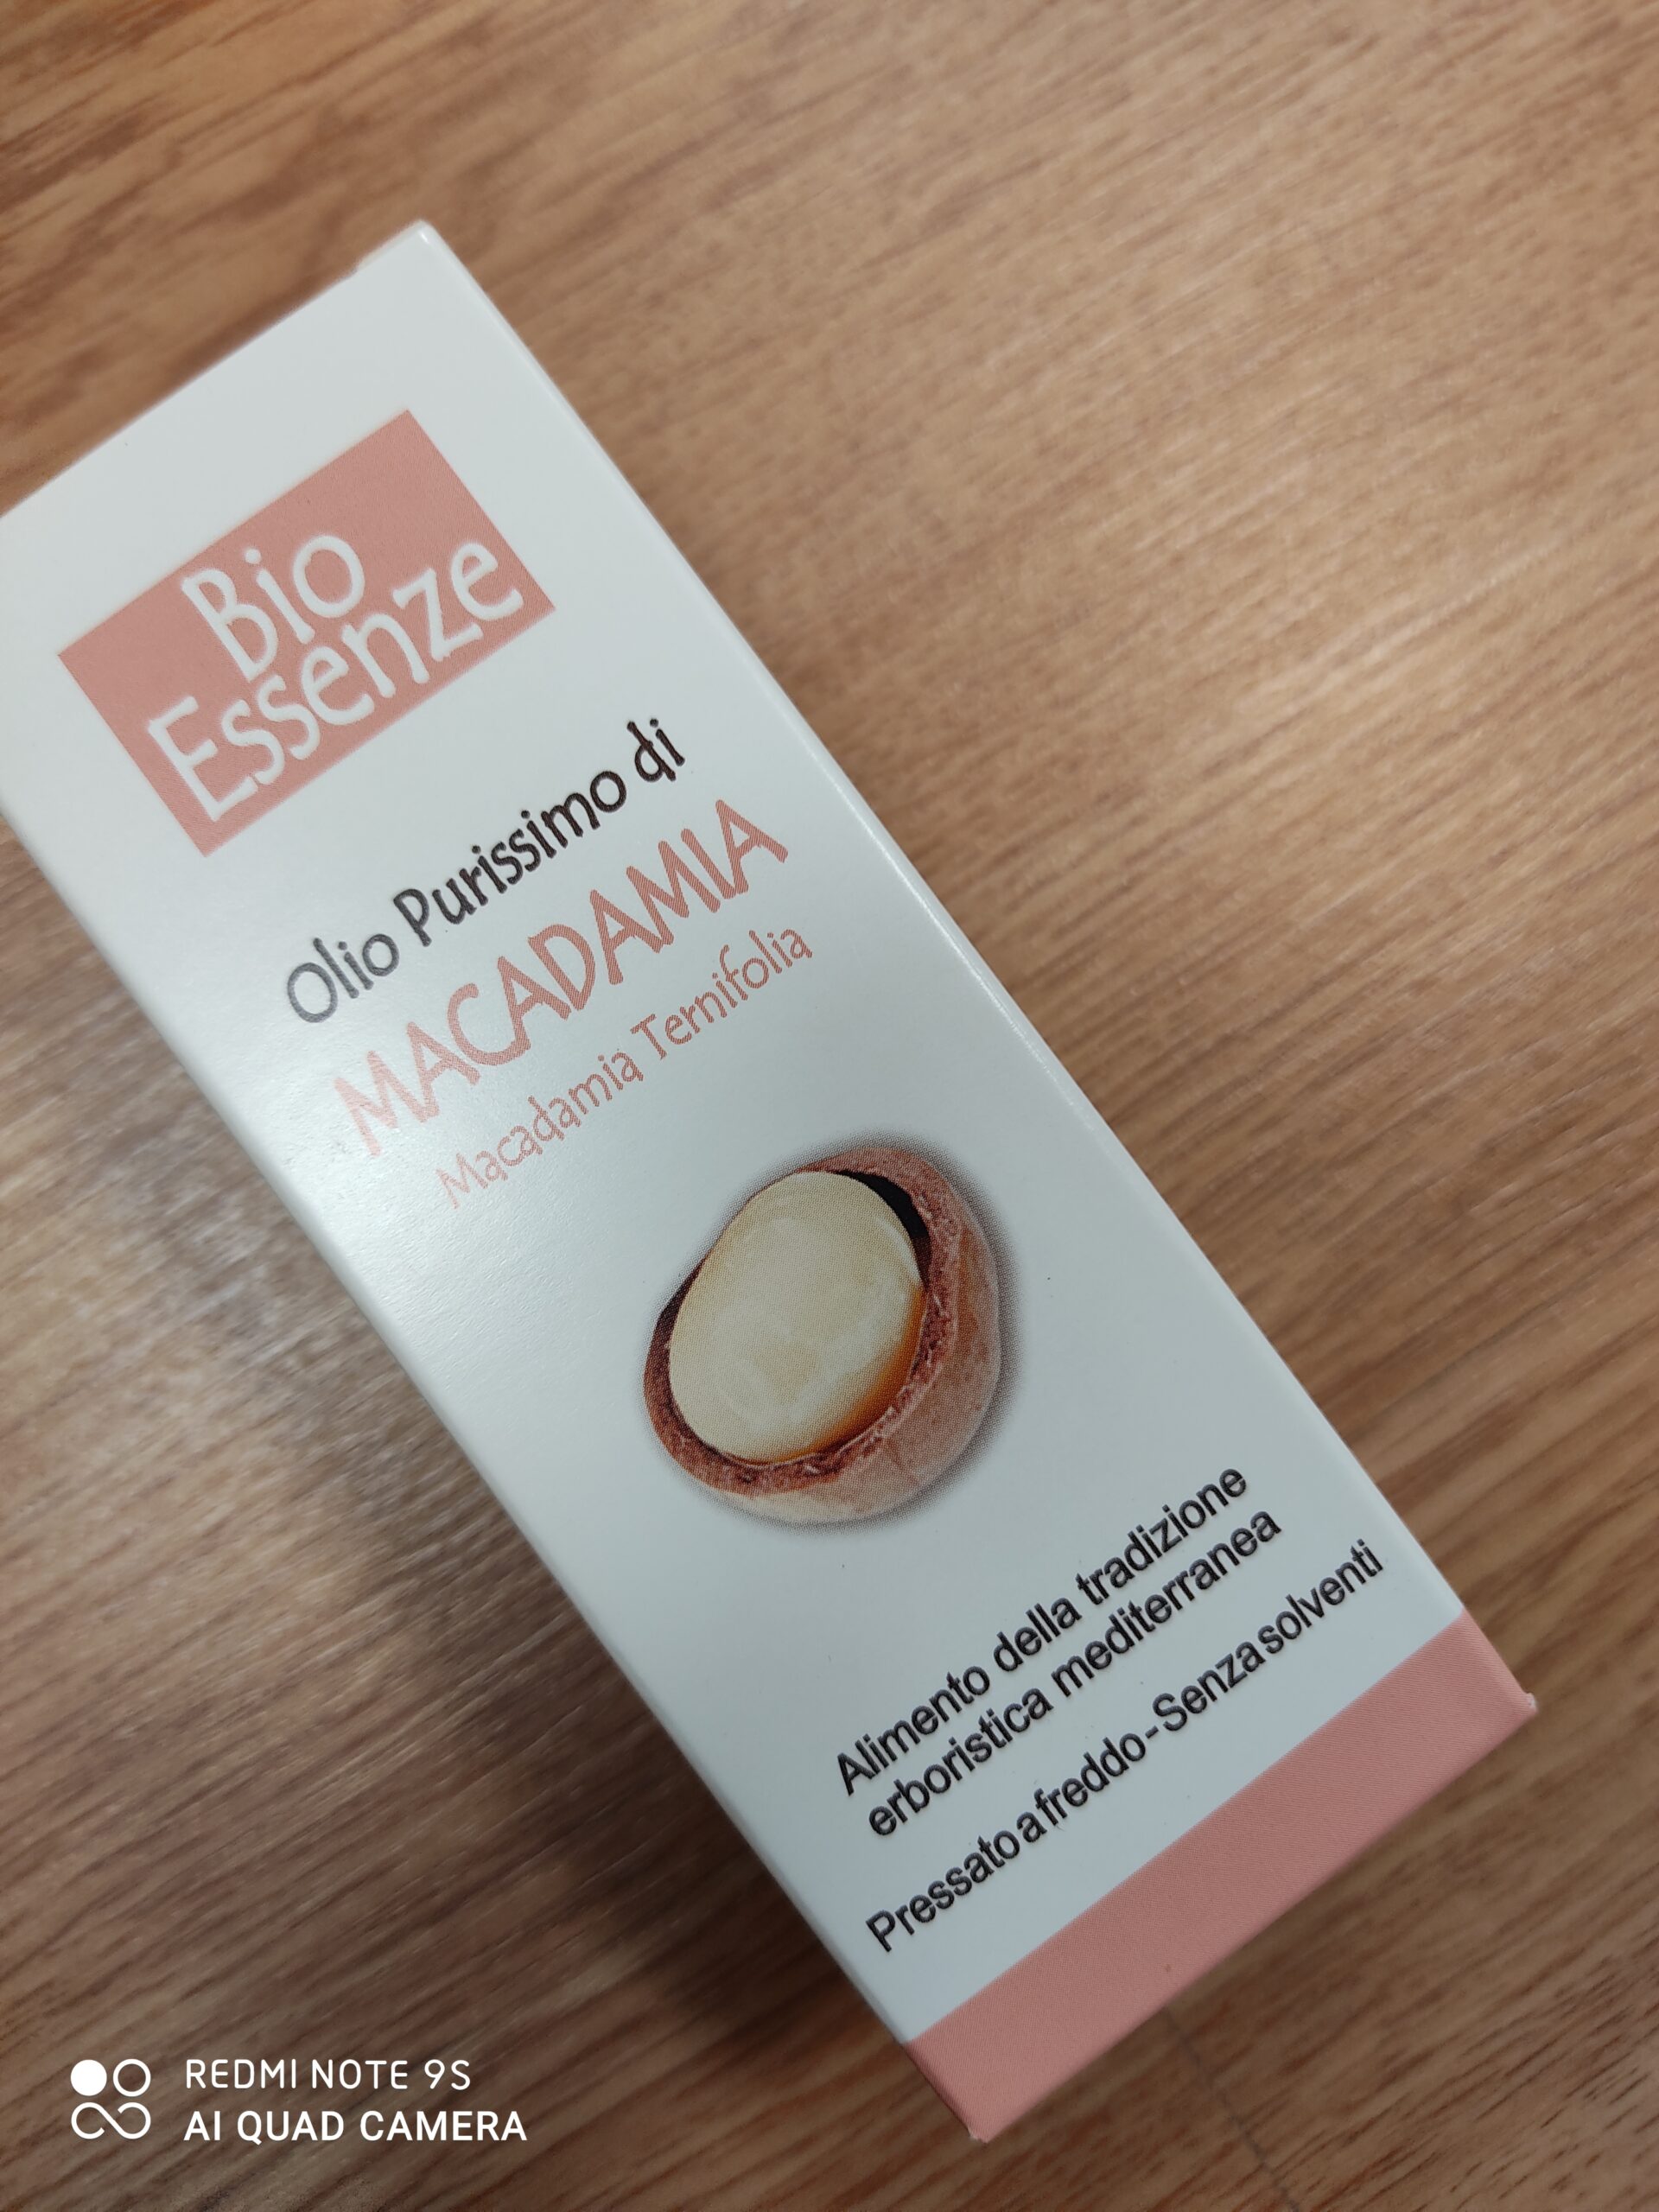 Bio
Essenze
Olio Purissimo di
MACADAMIA
Macadamia Ternifolia
Alimento della tradizione
erboristica mediterranea
Pressato a freddo - Senza solventi
REDMI NOTE 9S
AI QUAD CAMERA